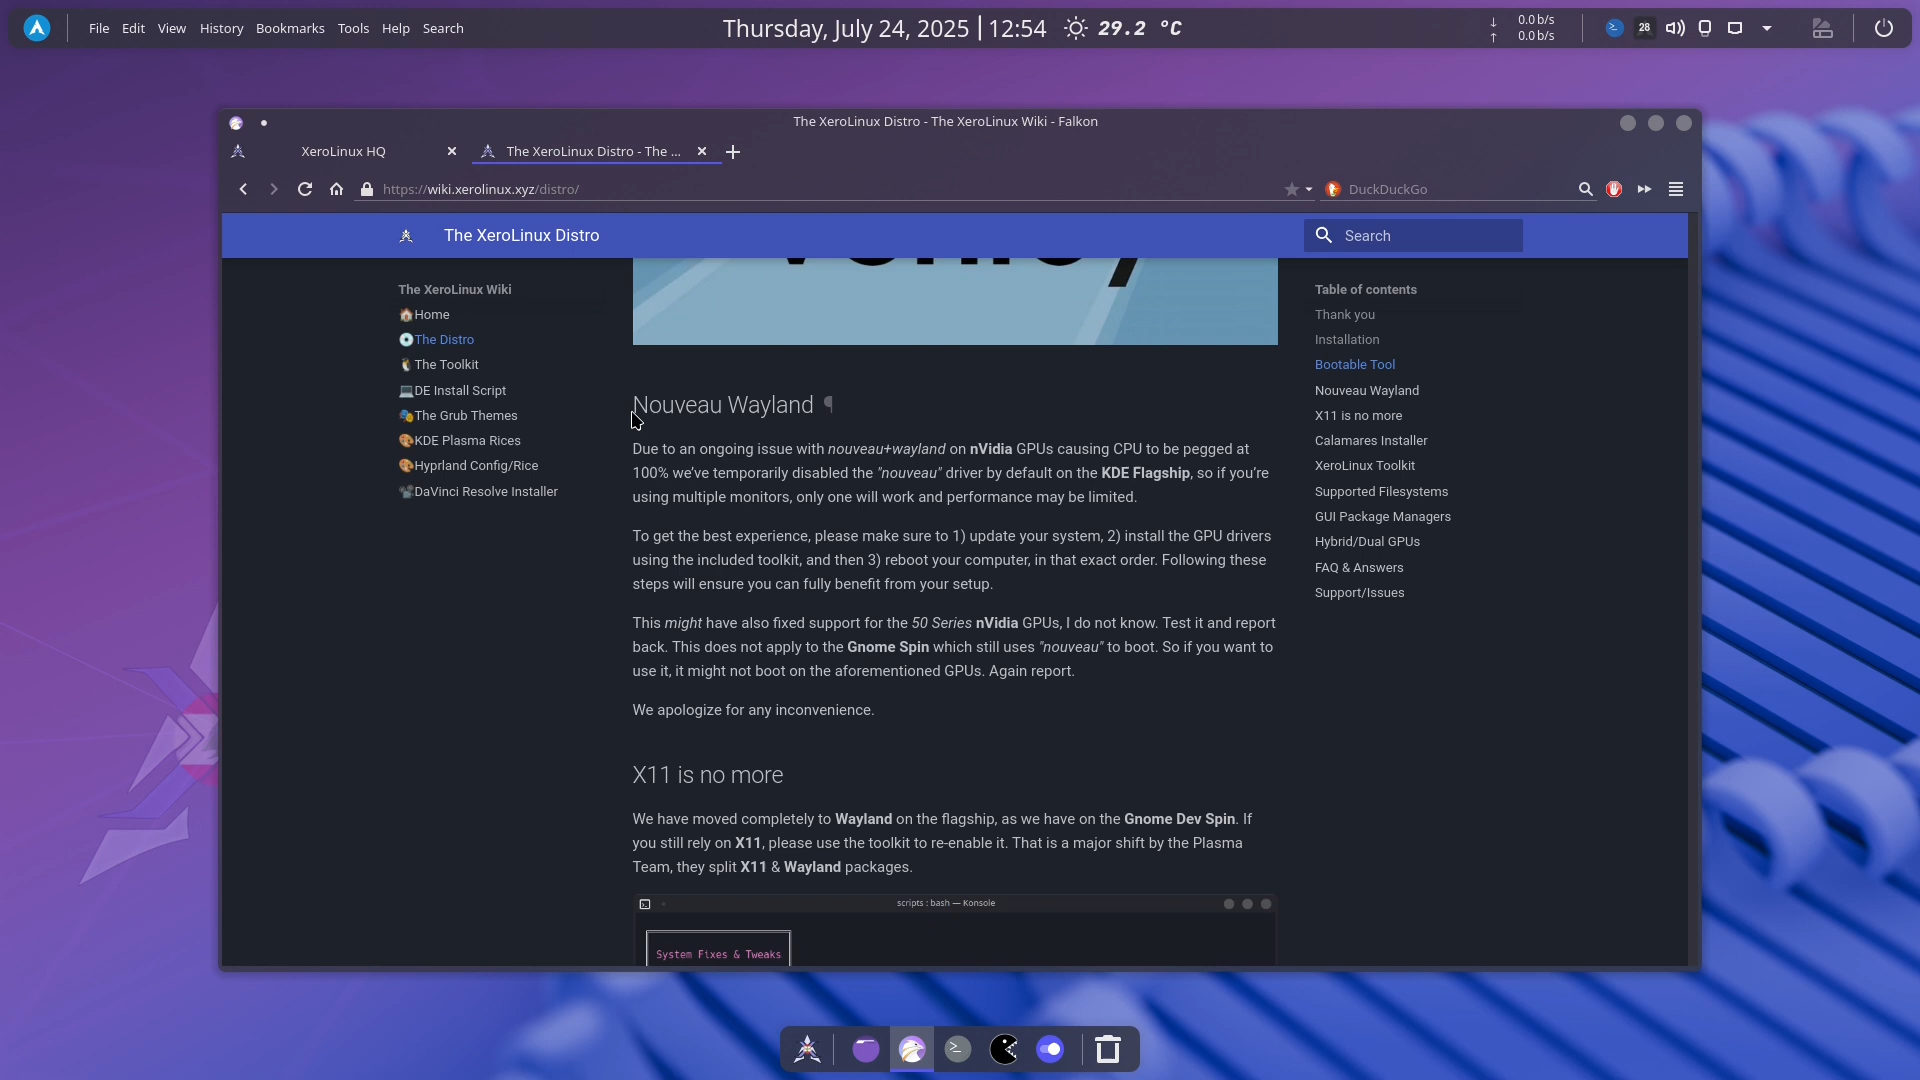 File Edit View History Bookmarks Tools Help Search
Thursday, July 24, 2025 | 12:54 29.2 °C
↓ 0.0 b/s
↑ 0.0 b/s
28
The XeroLinux Distro - The XeroLinux Wiki - Falkon
XeroLinux HQ
The XeroLinux Distro - The ...
https://wiki.xerolinux.xyz/distro/
DuckDuckGo
The XeroLinux Distro
Search
The XeroLinux Wiki
Home
The Distro
The Toolkit
DE Install Script
The Grub Themes
KDE Plasma Rices
Hyprland Config/Rice
DaVinci Resolve Installer
Nouveau Wayland ¶
Due to an ongoing issue with nouveau+wayland on nVidia GPUs causing CPU to be pegged at
100% we've temporarily disabled the "nouveau" driver by default on the KDE Flagship, so if you're
using multiple monitors, only one will work and performance may be limited.
To get the best experience, please make sure to 1) update your system, 2) install the GPU drivers
using the included toolkit, and then 3) reboot your computer, in that exact order. Following these
steps will ensure you can fully benefit from your setup.
This might have also fixed support for the 50 Series nVidia GPUs, I do not know. Test it and report
back. This does not apply to the Gnome Spin which still uses "nouveau" to boot. So if you want to
use it, it might not boot on the aforementioned GPUs. Again report.
We apologize for any inconvenience.
X11 is no more
We have moved completely to Wayland on the flagship, as we have on the Gnome Dev Spin. If
you still rely on X11, please use the toolkit to re-enable it. That is a major shift by the Plasma
Team, they split X11 & Wayland packages.
scripts : bash — Konsole
System Fixes & Tweaks
Table of contents
Thank you
Installation
Bootable Tool
Nouveau Wayland
X11 is no more
Calamares Installer
XeroLinux Toolkit
Supported Filesystems
GUI Package Managers
Hybrid/Dual GPUs
FAQ & Answers
Support/Issues